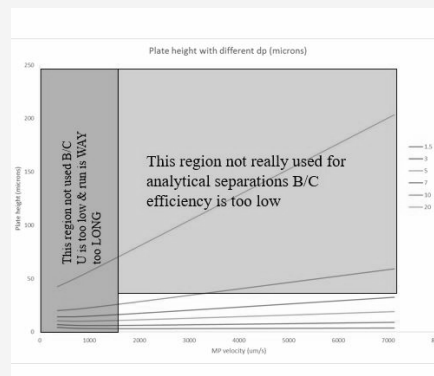 Plate height with different dp (microns)
250
200
150
100
50
0
Plate height (microns)
This region not used B/C
U is too low & run is WAY
too LONG
This region not really used for
analytical separations B/C
efficiency is too low
1.5
3
5
7
10
20
0
1000
2000
3000
4000
5000
6000
7000
8
MP velocity (um/s)